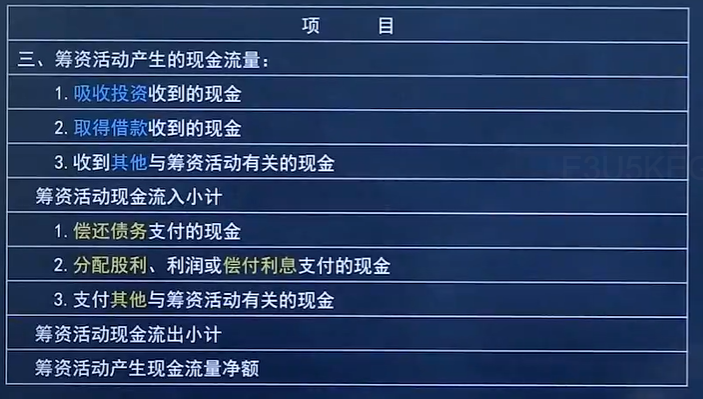 项 目
三、筹资活动产生的现金流量：
1.吸收投资收到的现金
2.取得借款收到的现金
3.收到其他与筹资活动有关的现金
筹资活动现金流入小计
1.偿还债务支付的现金
2.分配股利、利润或偿付利息支付的现金
3.支付其他与筹资活动有关的现金
筹资活动现金流出小计
筹资活动产生现金流量净额